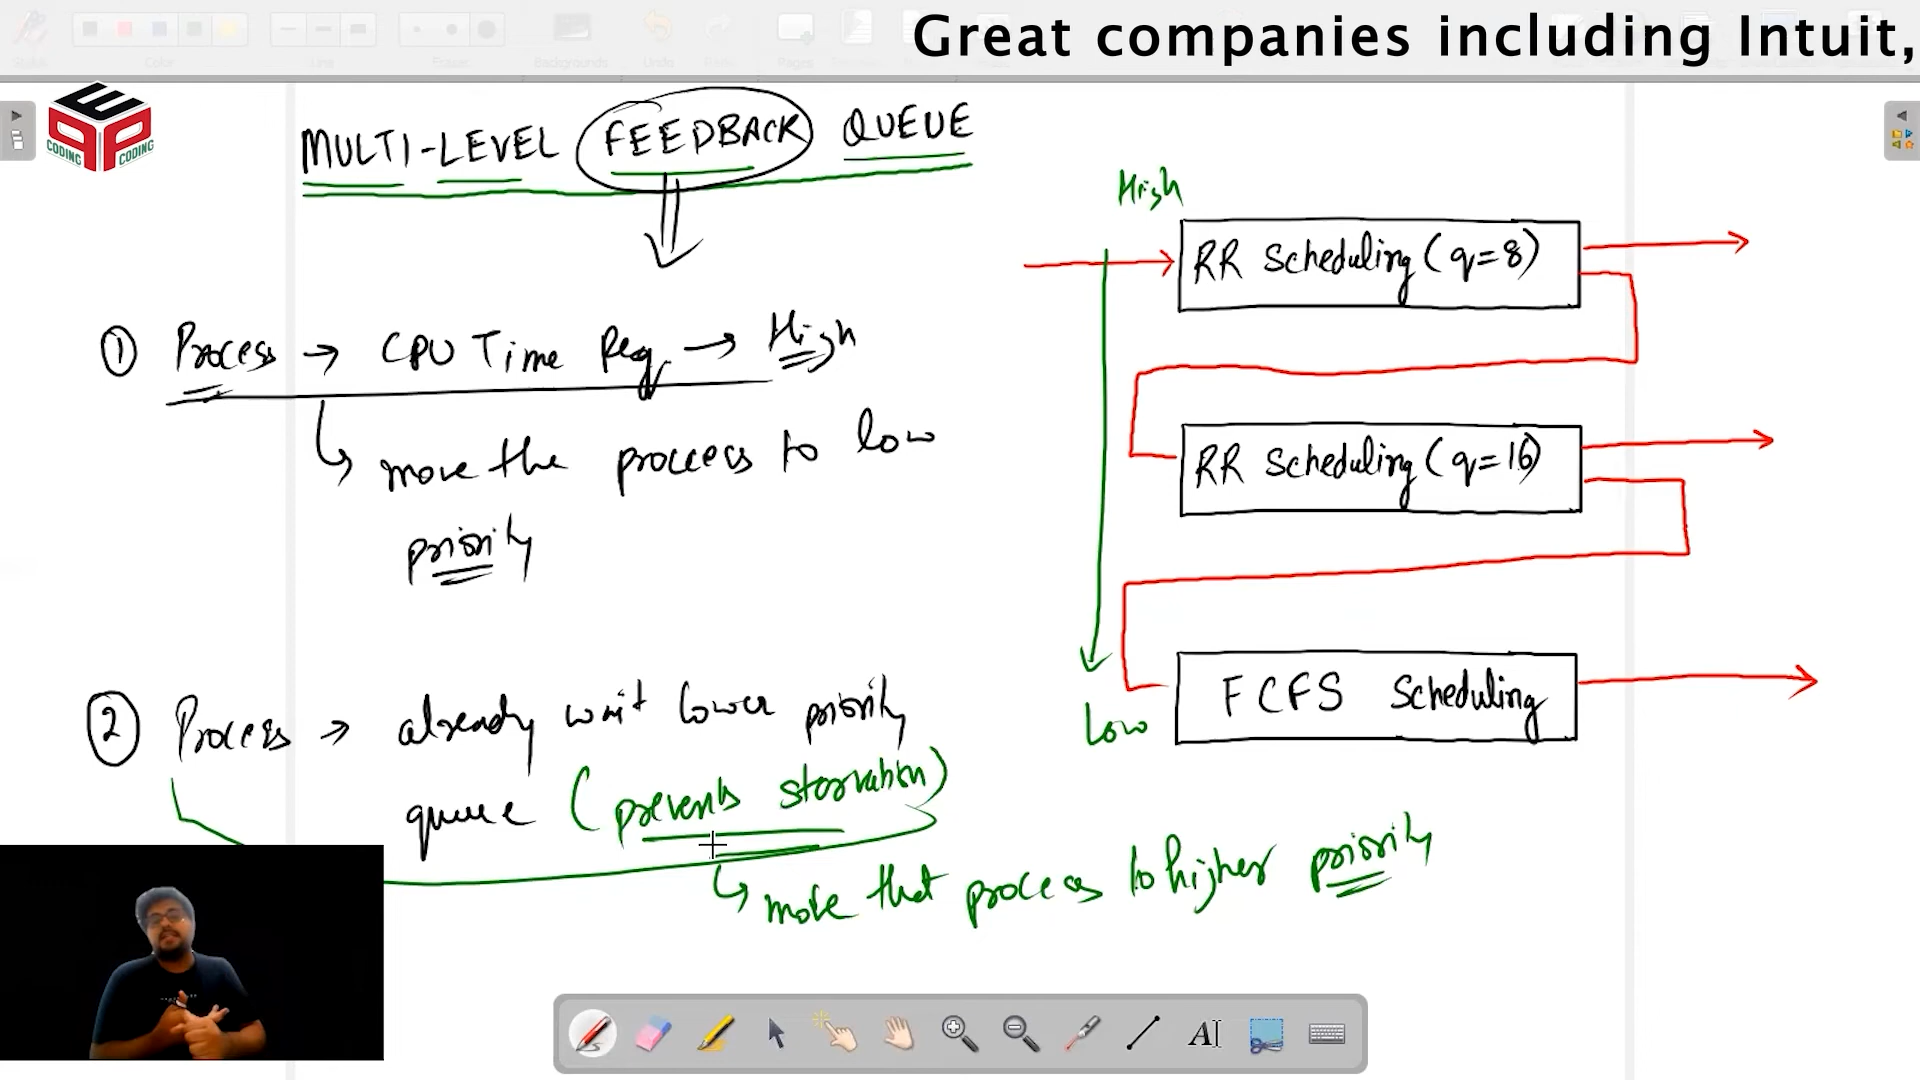 Great companies including Intuit,
CODING CODING
MULTI-LEVEL FEEDBACK QUEUE
① Process → CPU Time Req → High
move the process to low
priority
② Process → already wait lower priority
queue (prevents starvation)
move that process to higher priority
High
RR Scheduling (q=8)
RR Scheduling (q=16)
FCFS Scheduling
Low